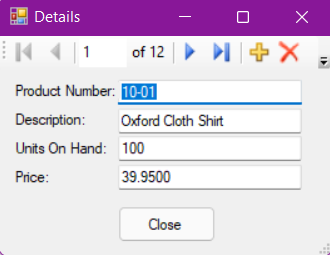 Details
1 of 12
Product Number: 10-01
Description: Oxford Cloth Shirt
Units On Hand: 100
Price: 39.9500
Close